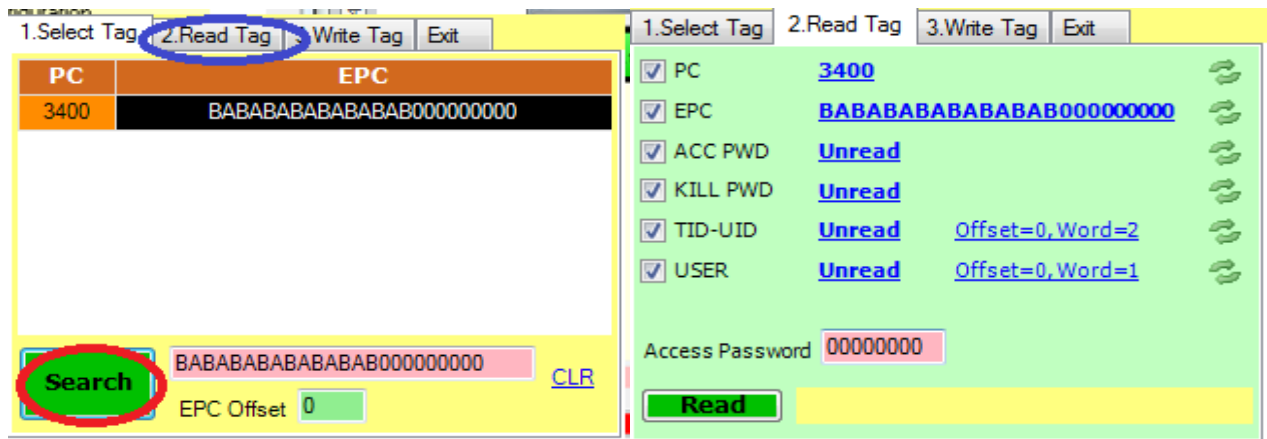 1.Select Tag 2.Read Tag 3.Write Tag Exit
PC EPC
3400 BABABABABABABAB000000000
Search BABABABABABABAB000000000 CLR
EPC Offset 0
1.Select Tag 2.Read Tag 3.Write Tag Exit
PC 3400
EPC BABABABABABABAB000000000
ACC PWD Unread
KILL PWD Unread
TID-UID Unread Offset=0, Word=2
USER Unread Offset=0, Word=1
Access Password 00000000
Read